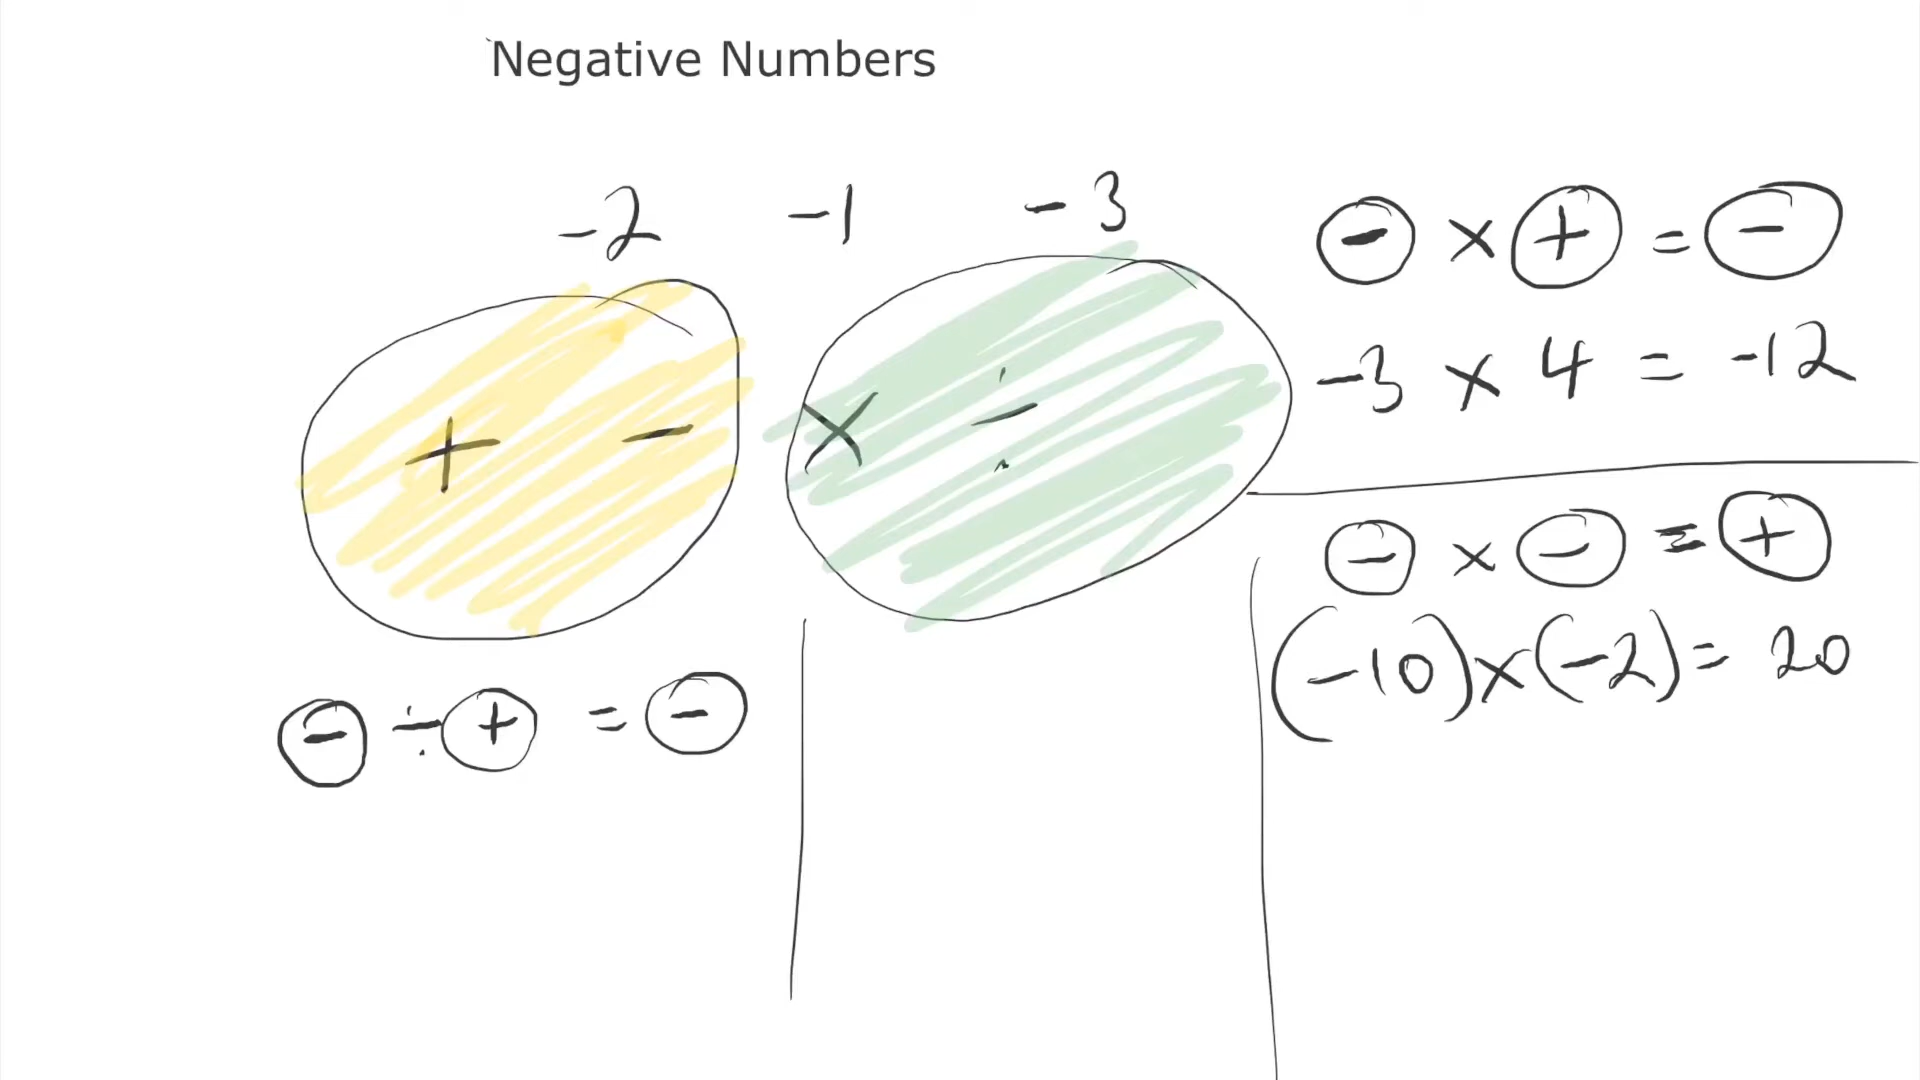 Negative Numbers
-2 -1 -3
+ - × ÷
- × + = -
-3 × 4 = -12
- × - = +
(-10)×(-2)= 20
- ÷ + = -